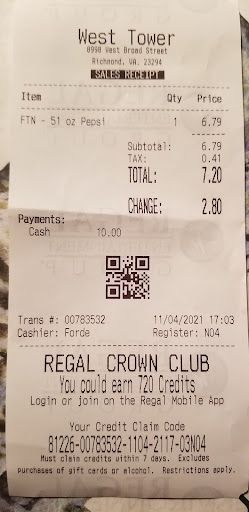 West Tower
8998 West Broad Street
Richmond, VA. 23294
SALES RECEIPT
Item Qty Price
FTN - 51 oz Pepsi 1 6.79
Subtotal: 6.79
TAX: 0.41
TOTAL: 7.20
CHANGE: 2.80
Payments:
Cash 10.00
Trans #: 00783532 11/04/2021 17:03
Cashier: Forde Register: N04
REGAL CROWN CLUB
You could earn 720 Credits
Login or join on the Regal Mobile App
Your Credit Claim Code
81226-00783532-1104-2117-03N04
Must claim credits within 7 days. Excludes
purchases of gift cards or alcohol. Restrictions apply.